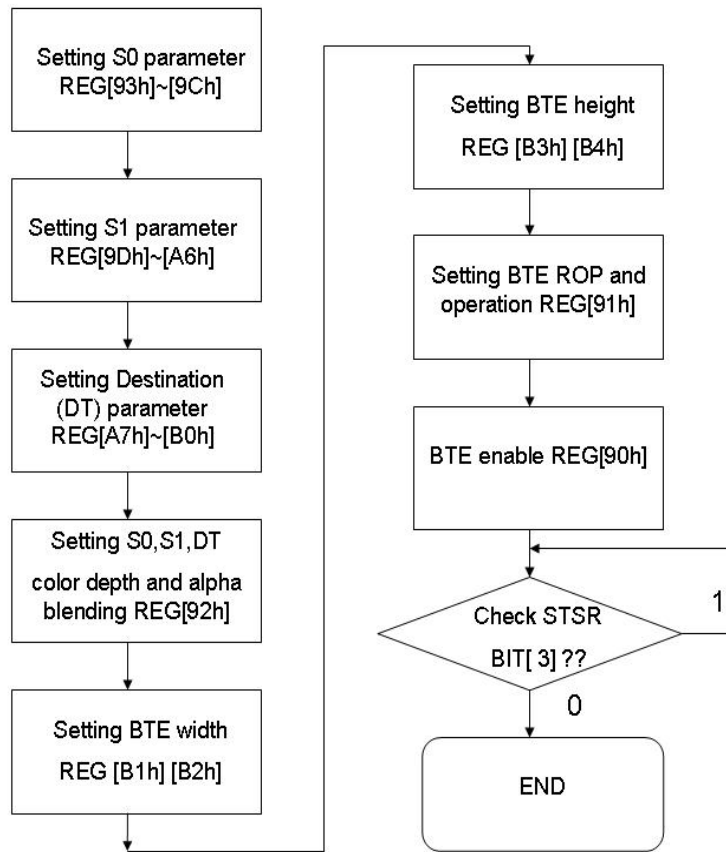 Setting S0 parameter
REG[93h]~[9Ch]
Setting S1 parameter
REG[9Dh]~[A6h]
Setting Destination
(DT) parameter
REG[A7h]~[B0h]
Setting S0,S1,DT
color depth and alpha
blending REG[92h]
Setting BTE width
REG [B1h] [B2h]
Setting BTE height
REG [B3h] [B4h]
Setting BTE ROP and
operation REG[91h]
BTE enable REG[90h]
Check STSR
BIT[ 3] ??
1
0
END